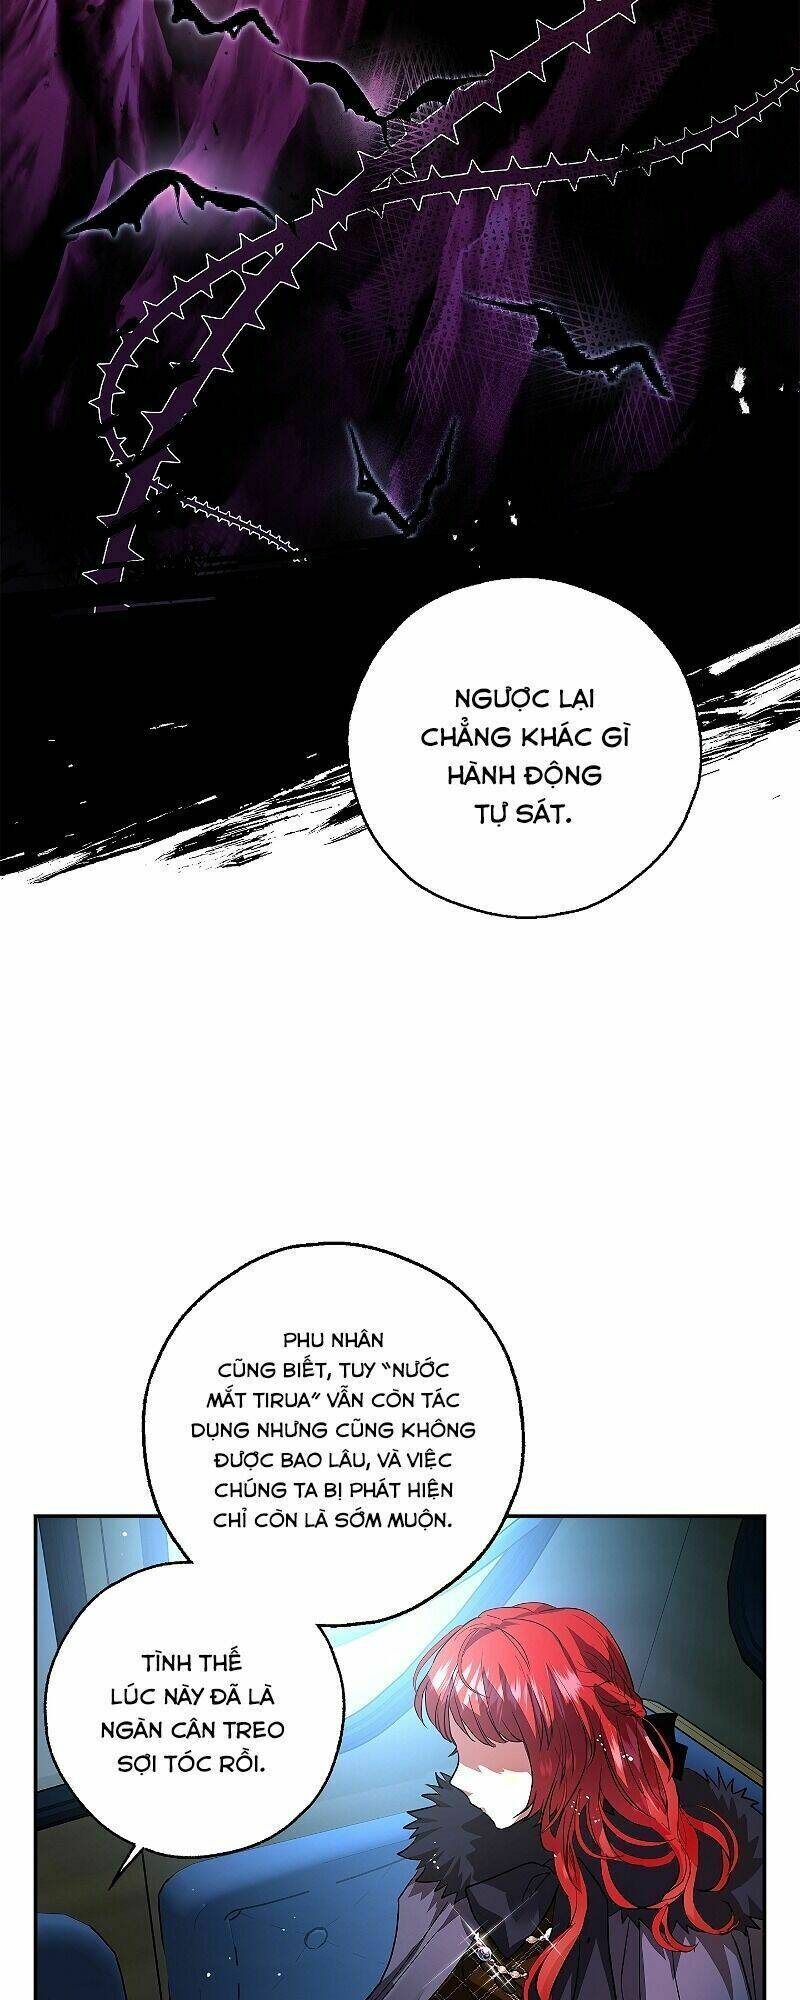 NGƯỢC LẠI
CHẲNG KHÁC GÌ
HÀNH ĐỘNG
TỰ SÁT.
PHU NHÂN
CŨNG BIẾT, TUY "NƯỚC
MẮT TIRUA" VẪN CÒN TÁC
DỤNG NHƯNG CŨNG KHÔNG
ĐƯỢC BAO LÂU, VÀ VIỆC
CHÚNG TA BỊ PHÁT HIỆN
CHỈ CÒN LÀ SỚM MUỘN.
TÌNH THẾ
LÚC NÀY ĐÃ LÀ
NGÀN CÂN TREO
SỢI TÓC RỒI.